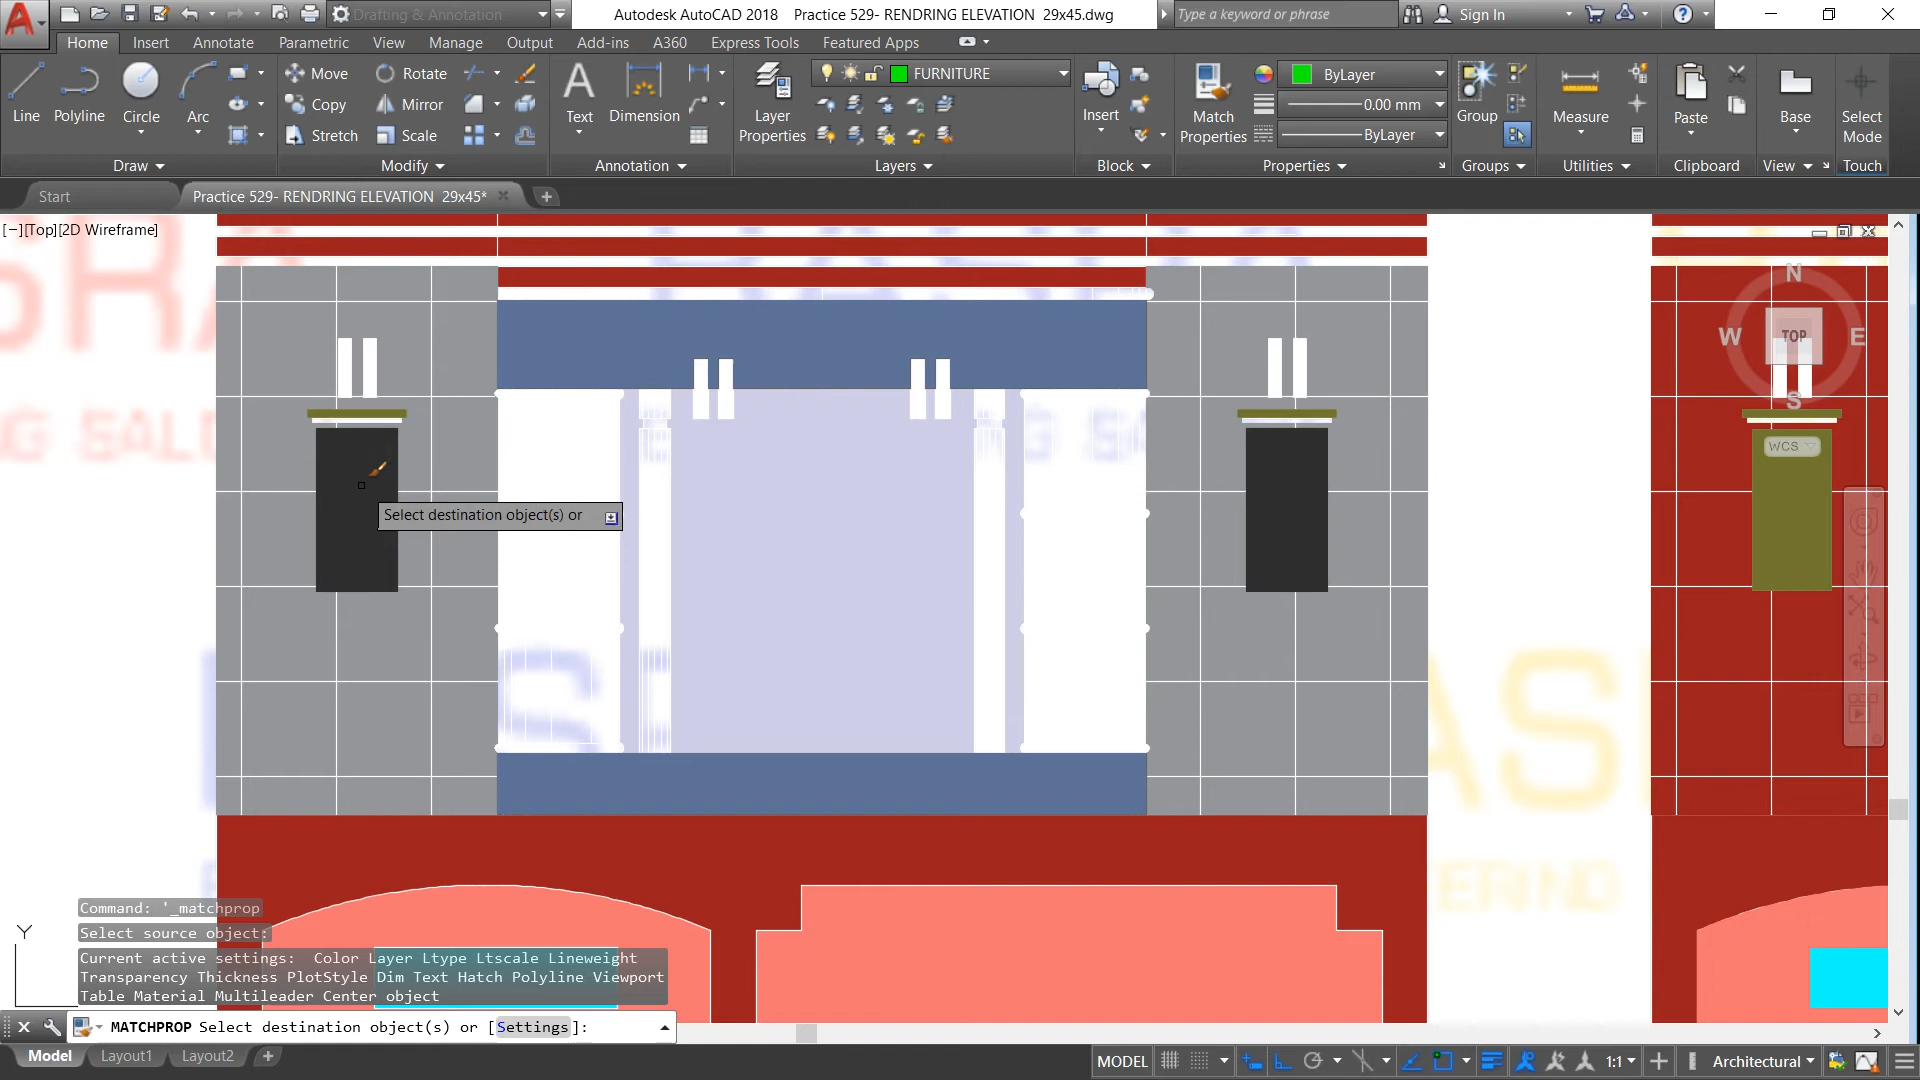 Drafting & Annotation
Autodesk AutoCAD 2018 Practice 529- RENDRING ELEVATION 29x45.dwg
Type a keyword or phrase
Sign In
Home Insert Annotate Parametric View Manage Output Add-ins A360 Express Tools Featured Apps
Line Polyline Circle Arc
Move Rotate
Copy Mirror
Stretch Scale
Text Dimension
Layer Properties
FURNITURE
Insert
Match Properties
ByLayer
0.00 mm
ByLayer
Group Measure Paste Base
Select Mode
Draw Modify Annotation Layers Block Properties Groups Utilities Clipboard View Touch
Start Practice 529- RENDRING ELEVATION 29x45*
[−][Top][2D Wireframe]
N
W TOP E
S
WCS
Select destination object(s) or
Y
Command: '_matchprop
Select source object:
Current active settings: Color Layer Ltype Ltscale Lineweight
Transparency Thickness PlotStyle Dim Text Hatch Polyline Viewport
Table Material Multileader Center object
MATCHPROP Select destination object(s) or [Settings]:
Model Layout1 Layout2
MODEL 1:1 Architectural